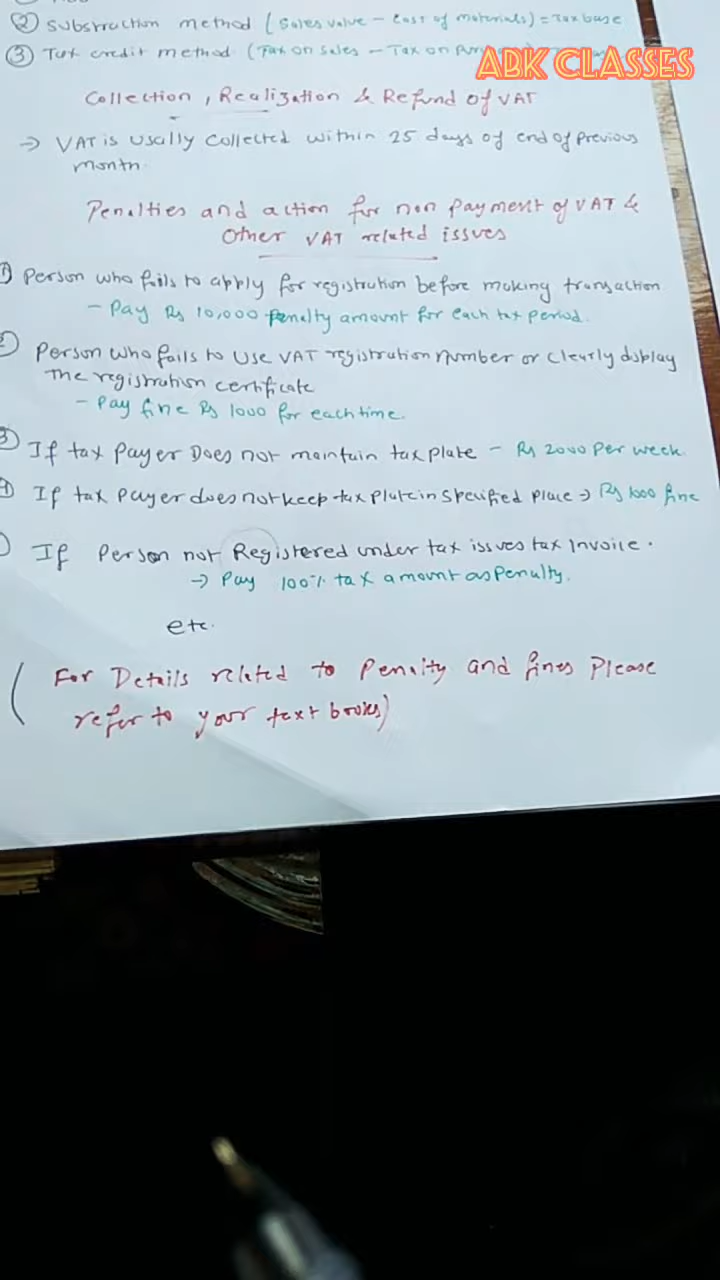 ② Substraction method (Sales value - Cost of materials) = Tax base
③ Tax credit method (Tax on sales - Tax on
ABK CLASSES
Collection, Realization & Refund of VAT
→ VAT is usally collected within 25 days of end of previous
month.
Penalties and action for non payment of VAT &
other VAT related issues
① Person who fails to apply for registration before making transaction
- Pay Rs 10,000 penalty amount for each tax period.
② Person who fails to use VAT registration number or clearly display
the registration certificate
- Pay fine Rs 1000 for each time.
③ If tax payer Does not maintain tax plate - Rs 2000 per week.
④ If tax payer does not keep tax plate in specified place → Rs 1000 fine
If Person not Registered under tax issues tax Invoice.
→ Pay 100% tax amount as Penalty.
etc.
(For Details related to Penalty and fines Please
refer to your text books)